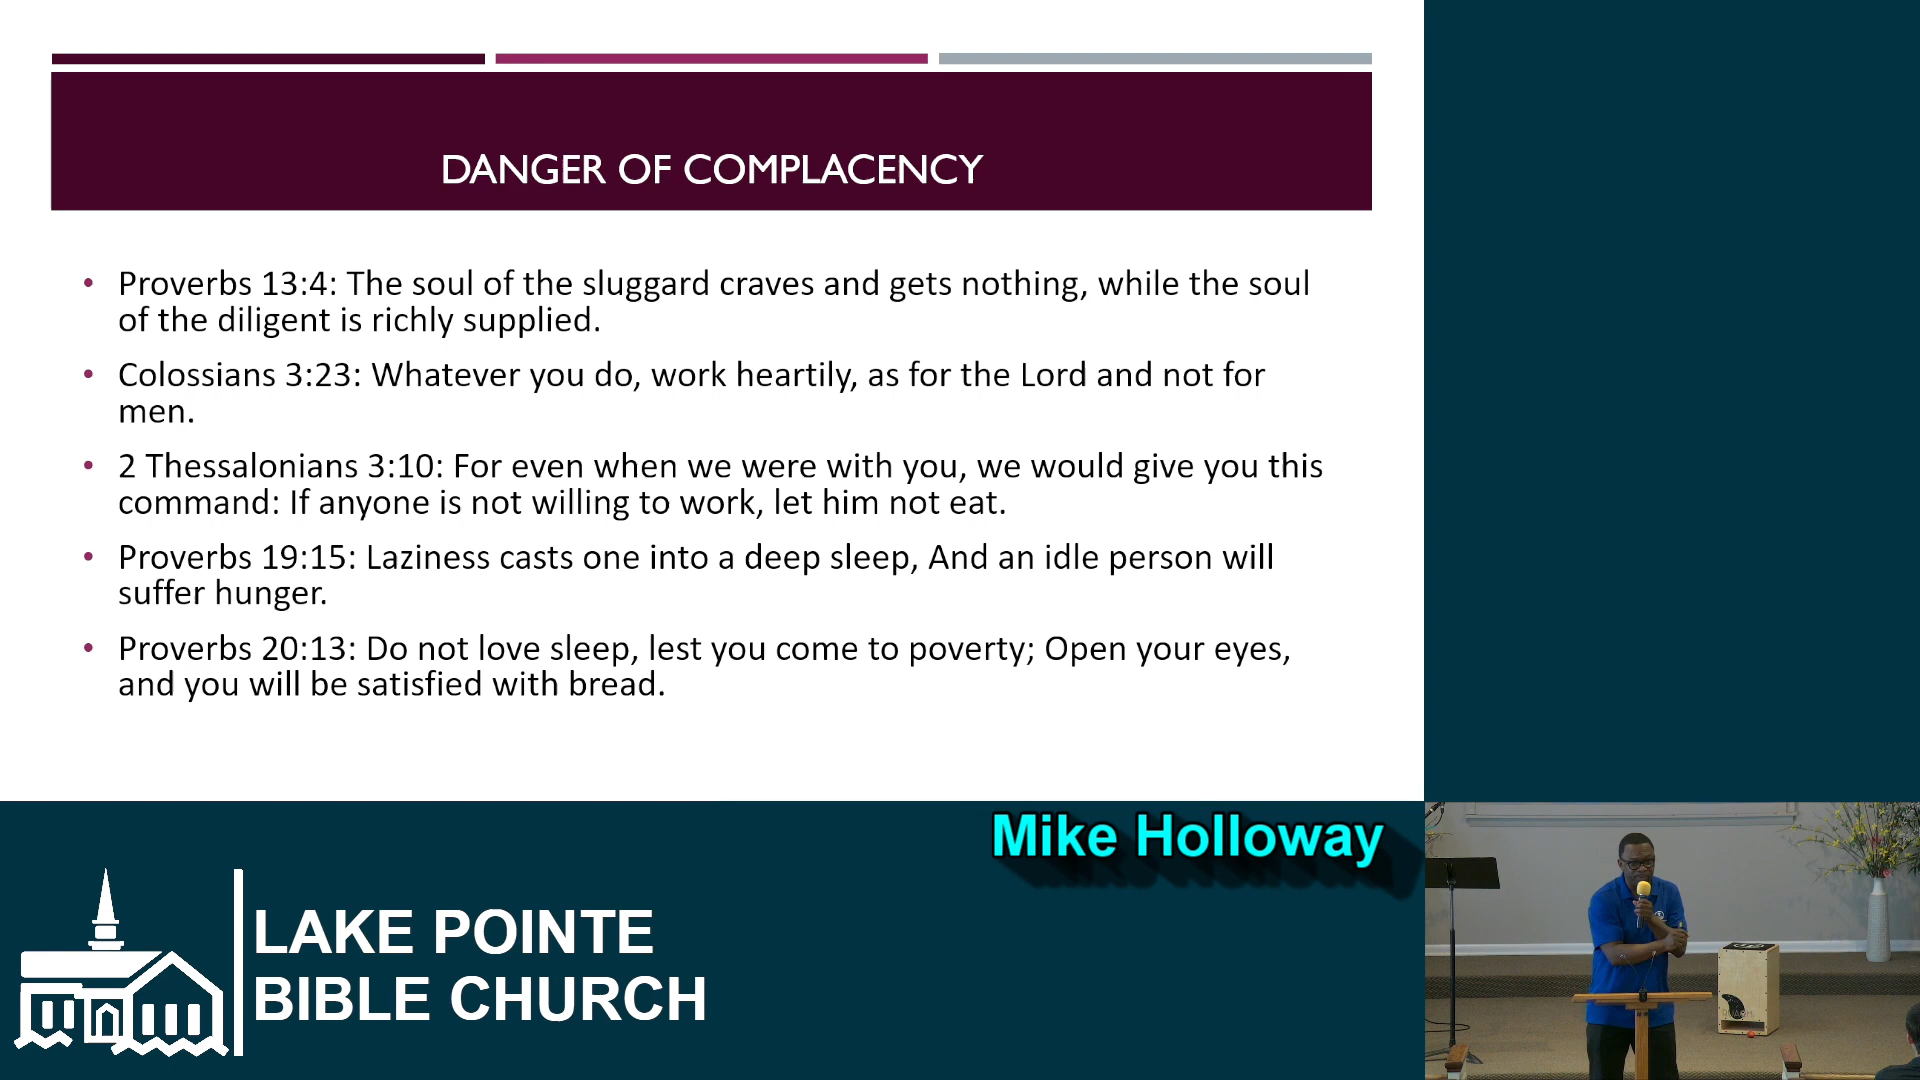 DANGER OF COMPLACENCY
• Proverbs 13:4: The soul of the sluggard craves and gets nothing, while the soul
of the diligent is richly supplied.
• Colossians 3:23: Whatever you do, work heartily, as for the Lord and not for
men.
• 2 Thessalonians 3:10: For even when we were with you, we would give you this
command: If anyone is not willing to work, let him not eat.
• Proverbs 19:15: Laziness casts one into a deep sleep, And an idle person will
suffer hunger.
• Proverbs 20:13: Do not love sleep, lest you come to poverty; Open your eyes,
and you will be satisfied with bread.
Mike Holloway
LAKE POINTE
BIBLE CHURCH